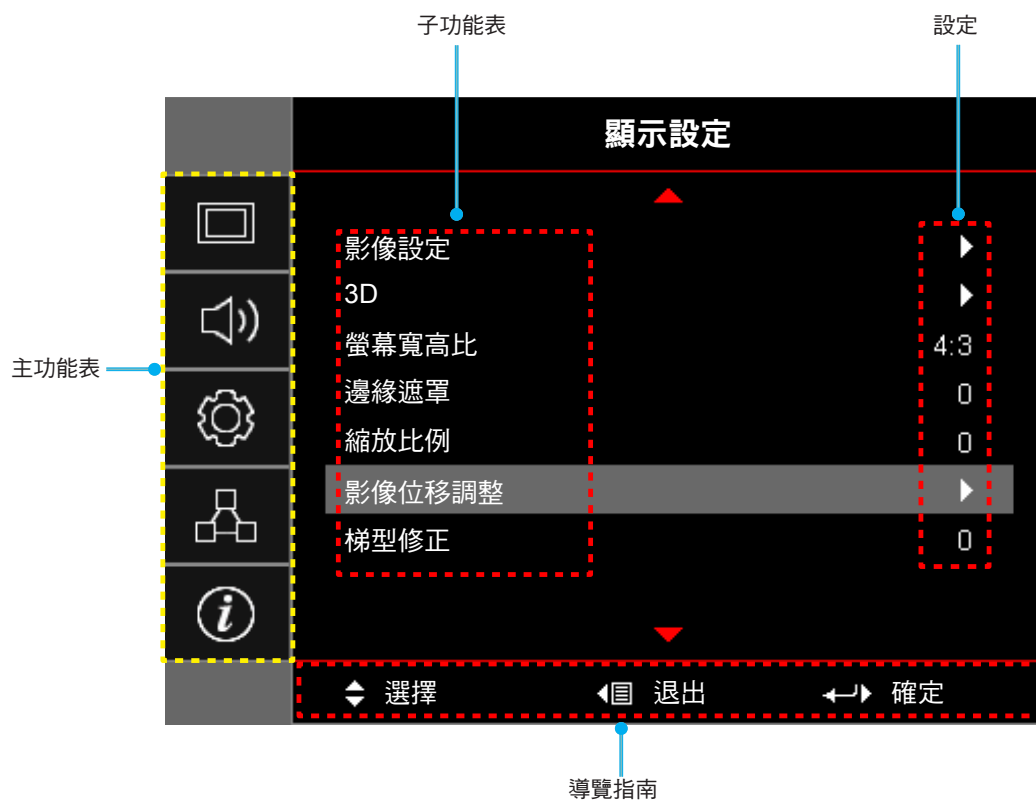 子功能表
設定
顯示設定
影像設定
3D
螢幕寬高比 4:3
邊緣遮罩 0
縮放比例 0
影像位移調整
梯型修正 0
主功能表
選擇 退出 確定
導覽指南